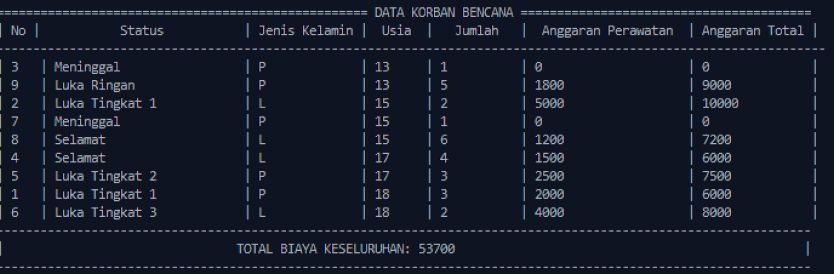 ================================================ DATA KORBAN BENCANA ======================================
| No | Status | Jenis Kelamin | Usia | Jumlah | Anggaran Perawatan | Anggaran Total |
| 3 | Meninggal | P | 13 | 1 | 0 | 0 |
| 9 | Luka Ringan | P | 13 | 5 | 1800 | 9000 |
| 2 | Luka Tingkat 1 | L | 15 | 2 | 5000 | 10000 |
| 7 | Meninggal | P | 15 | 1 | 0 | 0 |
| 8 | Selamat | L | 15 | 6 | 1200 | 7200 |
| 4 | Selamat | L | 17 | 4 | 1500 | 6000 |
| 5 | Luka Tingkat 2 | P | 17 | 3 | 2500 | 7500 |
| 1 | Luka Tingkat 1 | P | 18 | 3 | 2000 | 6000 |
| 6 | Luka Tingkat 3 | L | 18 | 2 | 4000 | 8000 |
| TOTAL BIAYA KESELURUHAN: 53700 |